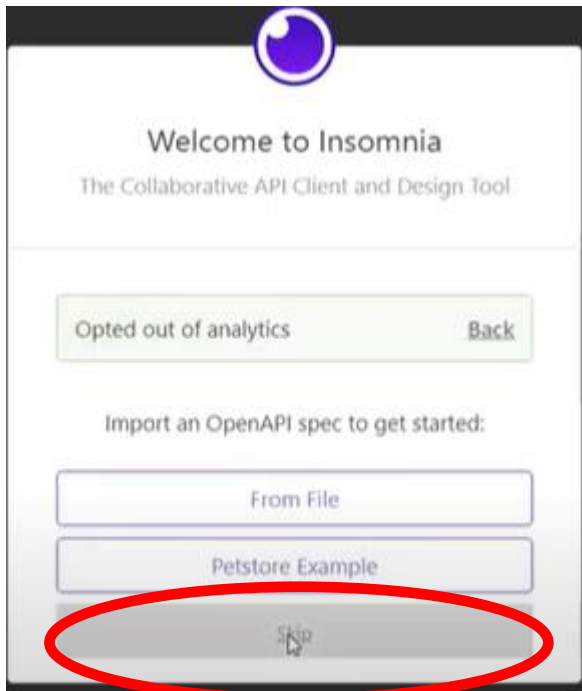 Welcome to Insomnia
The Collaborative API Client and Design Tool
Opted out of analytics Back
Import an OpenAPI spec to get started:
From File
Petstore Example
Skip